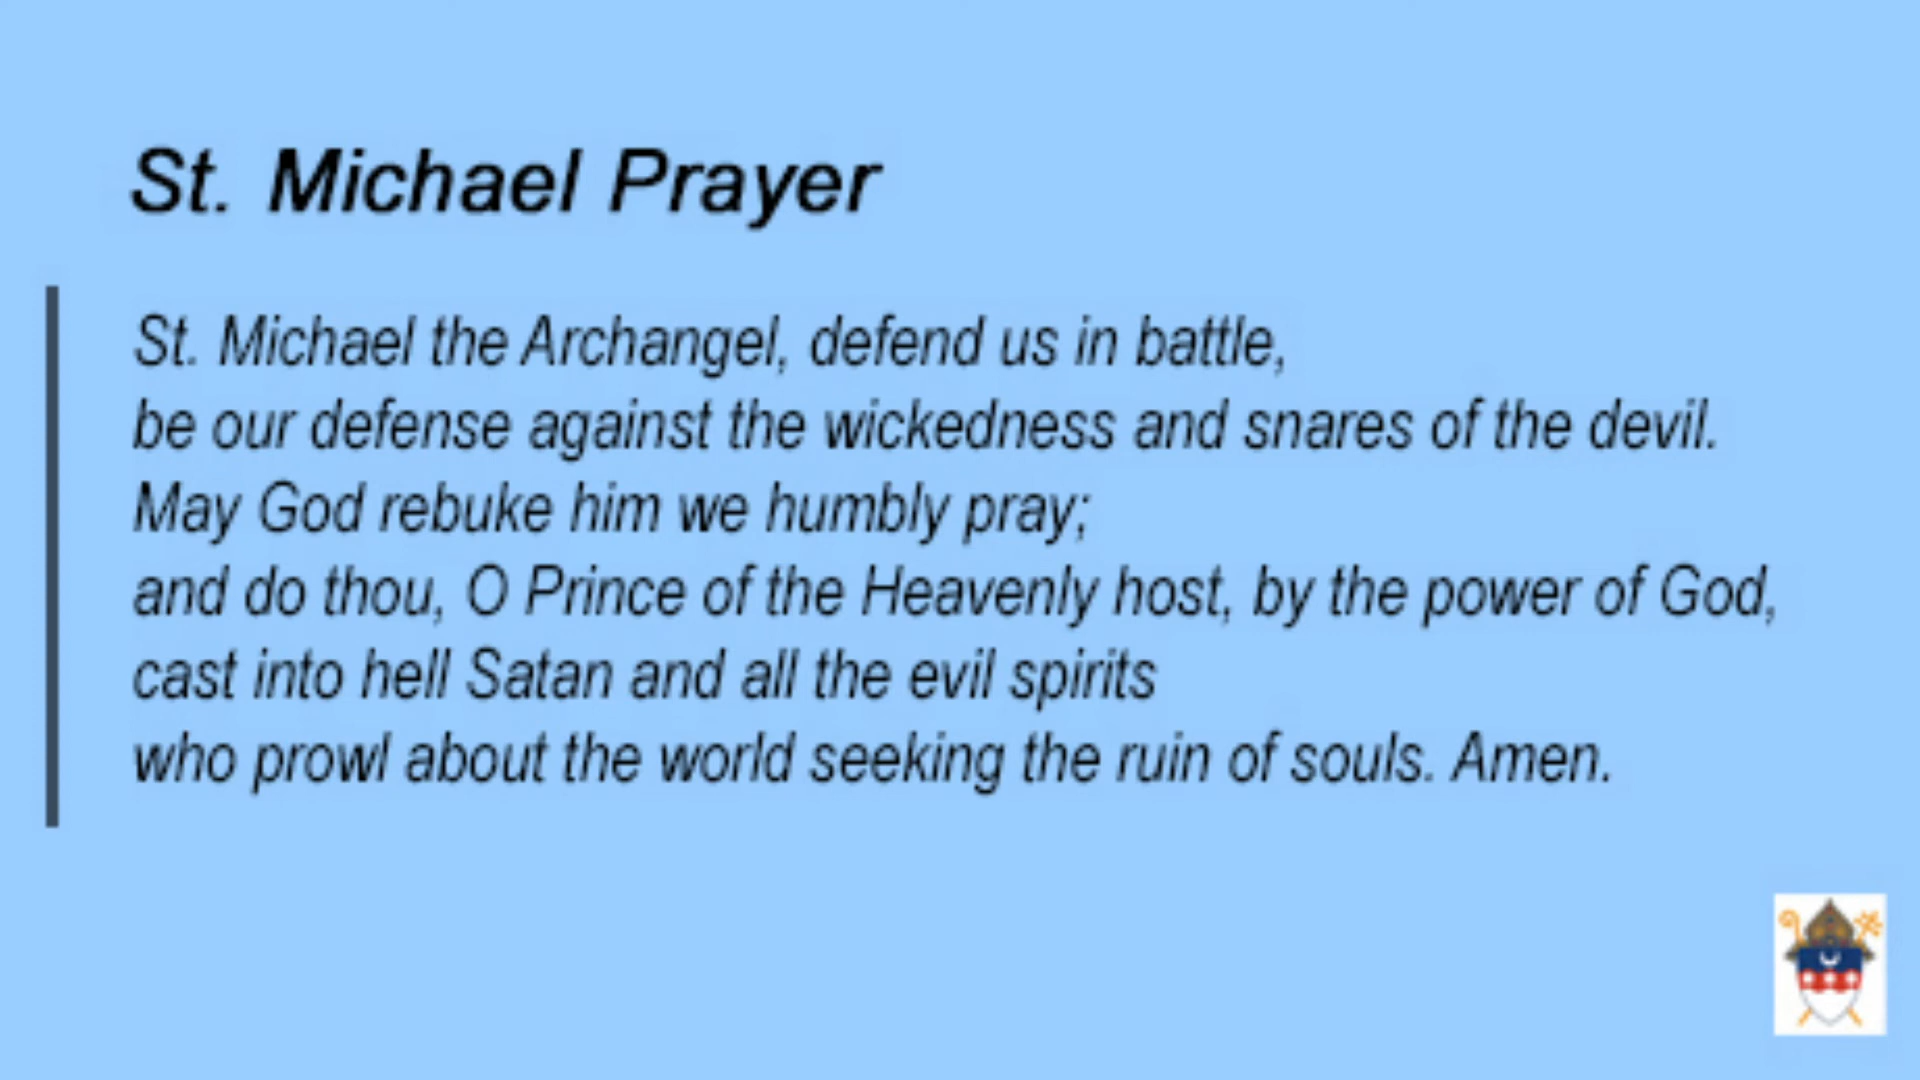 St. Michael Prayer
St. Michael the Archangel, defend us in battle,
be our defense against the wickedness and snares of the devil.
May God rebuke him we humbly pray;
and do thou, O Prince of the Heavenly host, by the power of God,
cast into hell Satan and all the evil spirits
who prowl about the world seeking the ruin of souls. Amen.